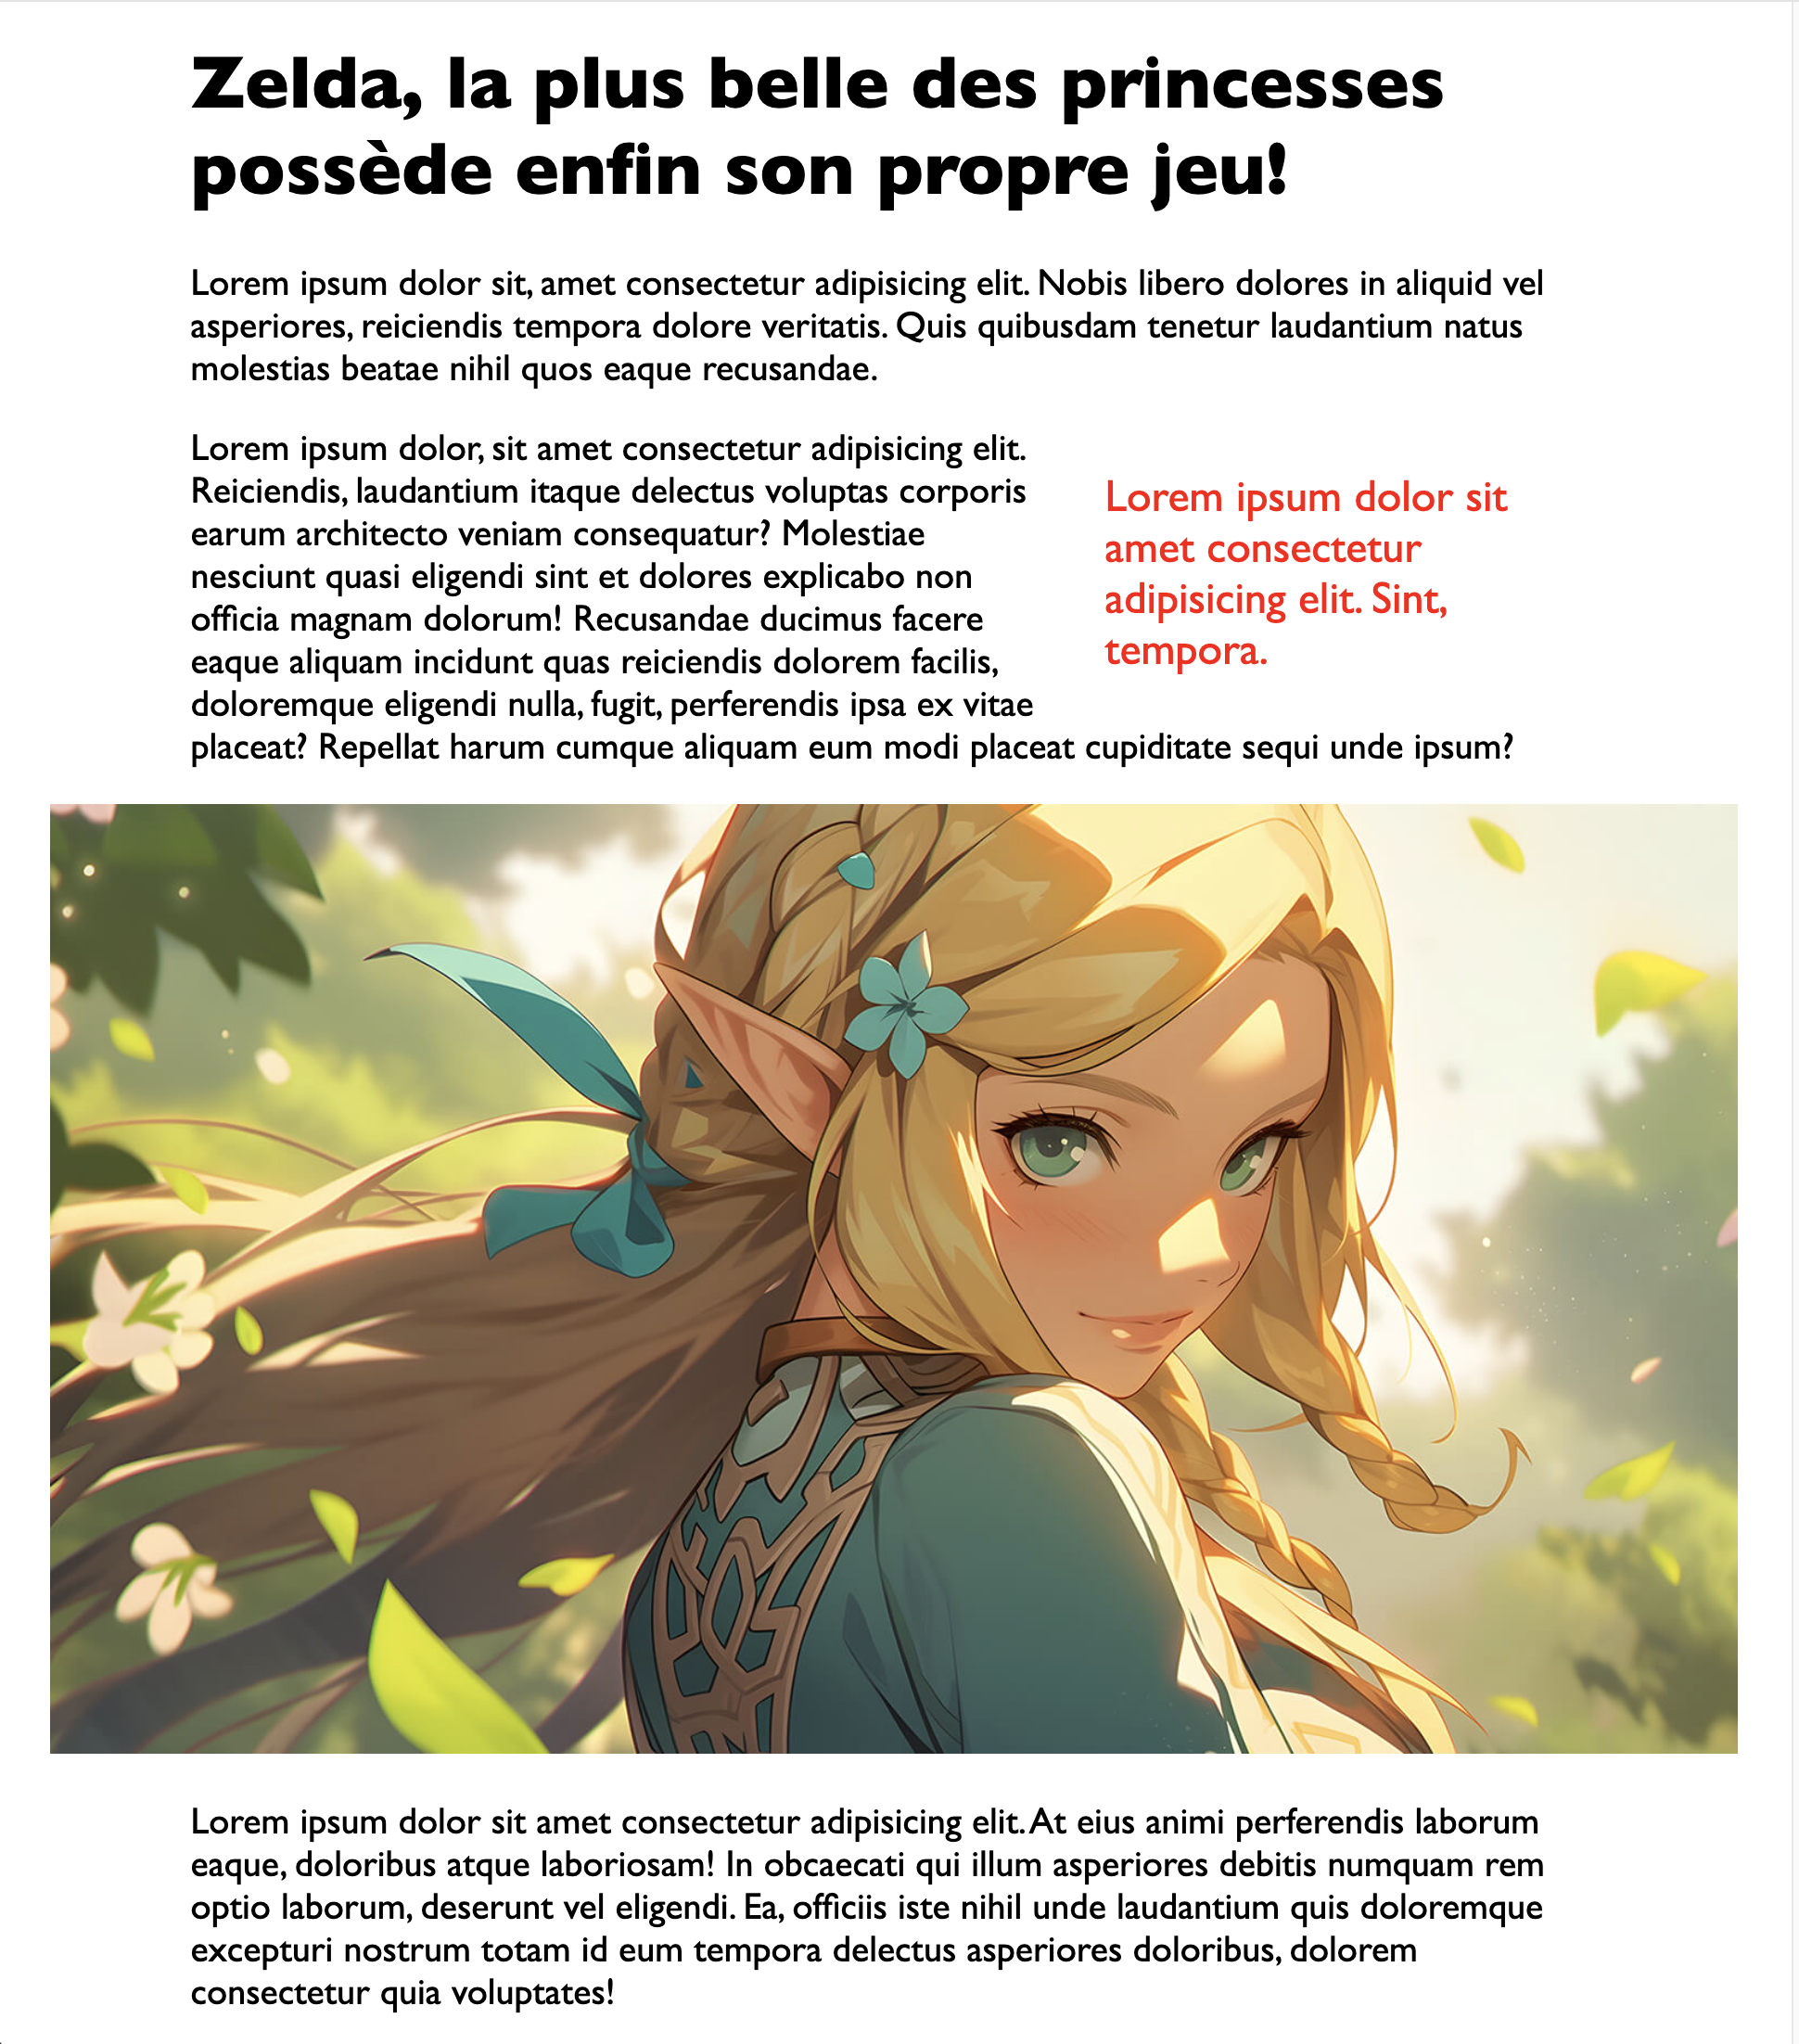 Zelda, la plus belle des princesses
possède enfin son propre jeu!
Lorem ipsum dolor sit, amet consectetur adipisicing elit. Nobis libero dolores in aliquid vel
asperiores, reiciendis tempora dolore veritatis. Quis quibusdam tenetur laudantium natus
molestias beatae nihil quos eaque recusandae.
Lorem ipsum dolor, sit amet consectetur adipisicing elit.
Reiciendis, laudantium itaque delectus voluptas corporis
earum architecto veniam consequatur? Molestiae
nesciunt quasi eligendi sint et dolores explicabo non
officia magnam dolorum! Recusandae ducimus facere
eaque aliquam incidunt quas reiciendis dolorem facilis,
doloremque eligendi nulla, fugit, perferendis ipsa ex vitae
placeat? Repellat harum cumque aliquam eum modi placeat cupiditate sequi unde ipsum?
Lorem ipsum dolor sit
amet consectetur
adipisicing elit. Sint,
tempora.
Lorem ipsum dolor sit amet consectetur adipisicing elit. At eius animi perferendis laborum
eaque, doloribus atque laboriosam! In obcaecati qui illum asperiores debitis numquam rem
optio laborum, deserunt vel eligendi. Ea, officiis iste nihil unde laudantium quis doloremque
excepturi nostrum totam id eum tempora delectus asperiores doloribus, dolorem
consectetur quia voluptates!